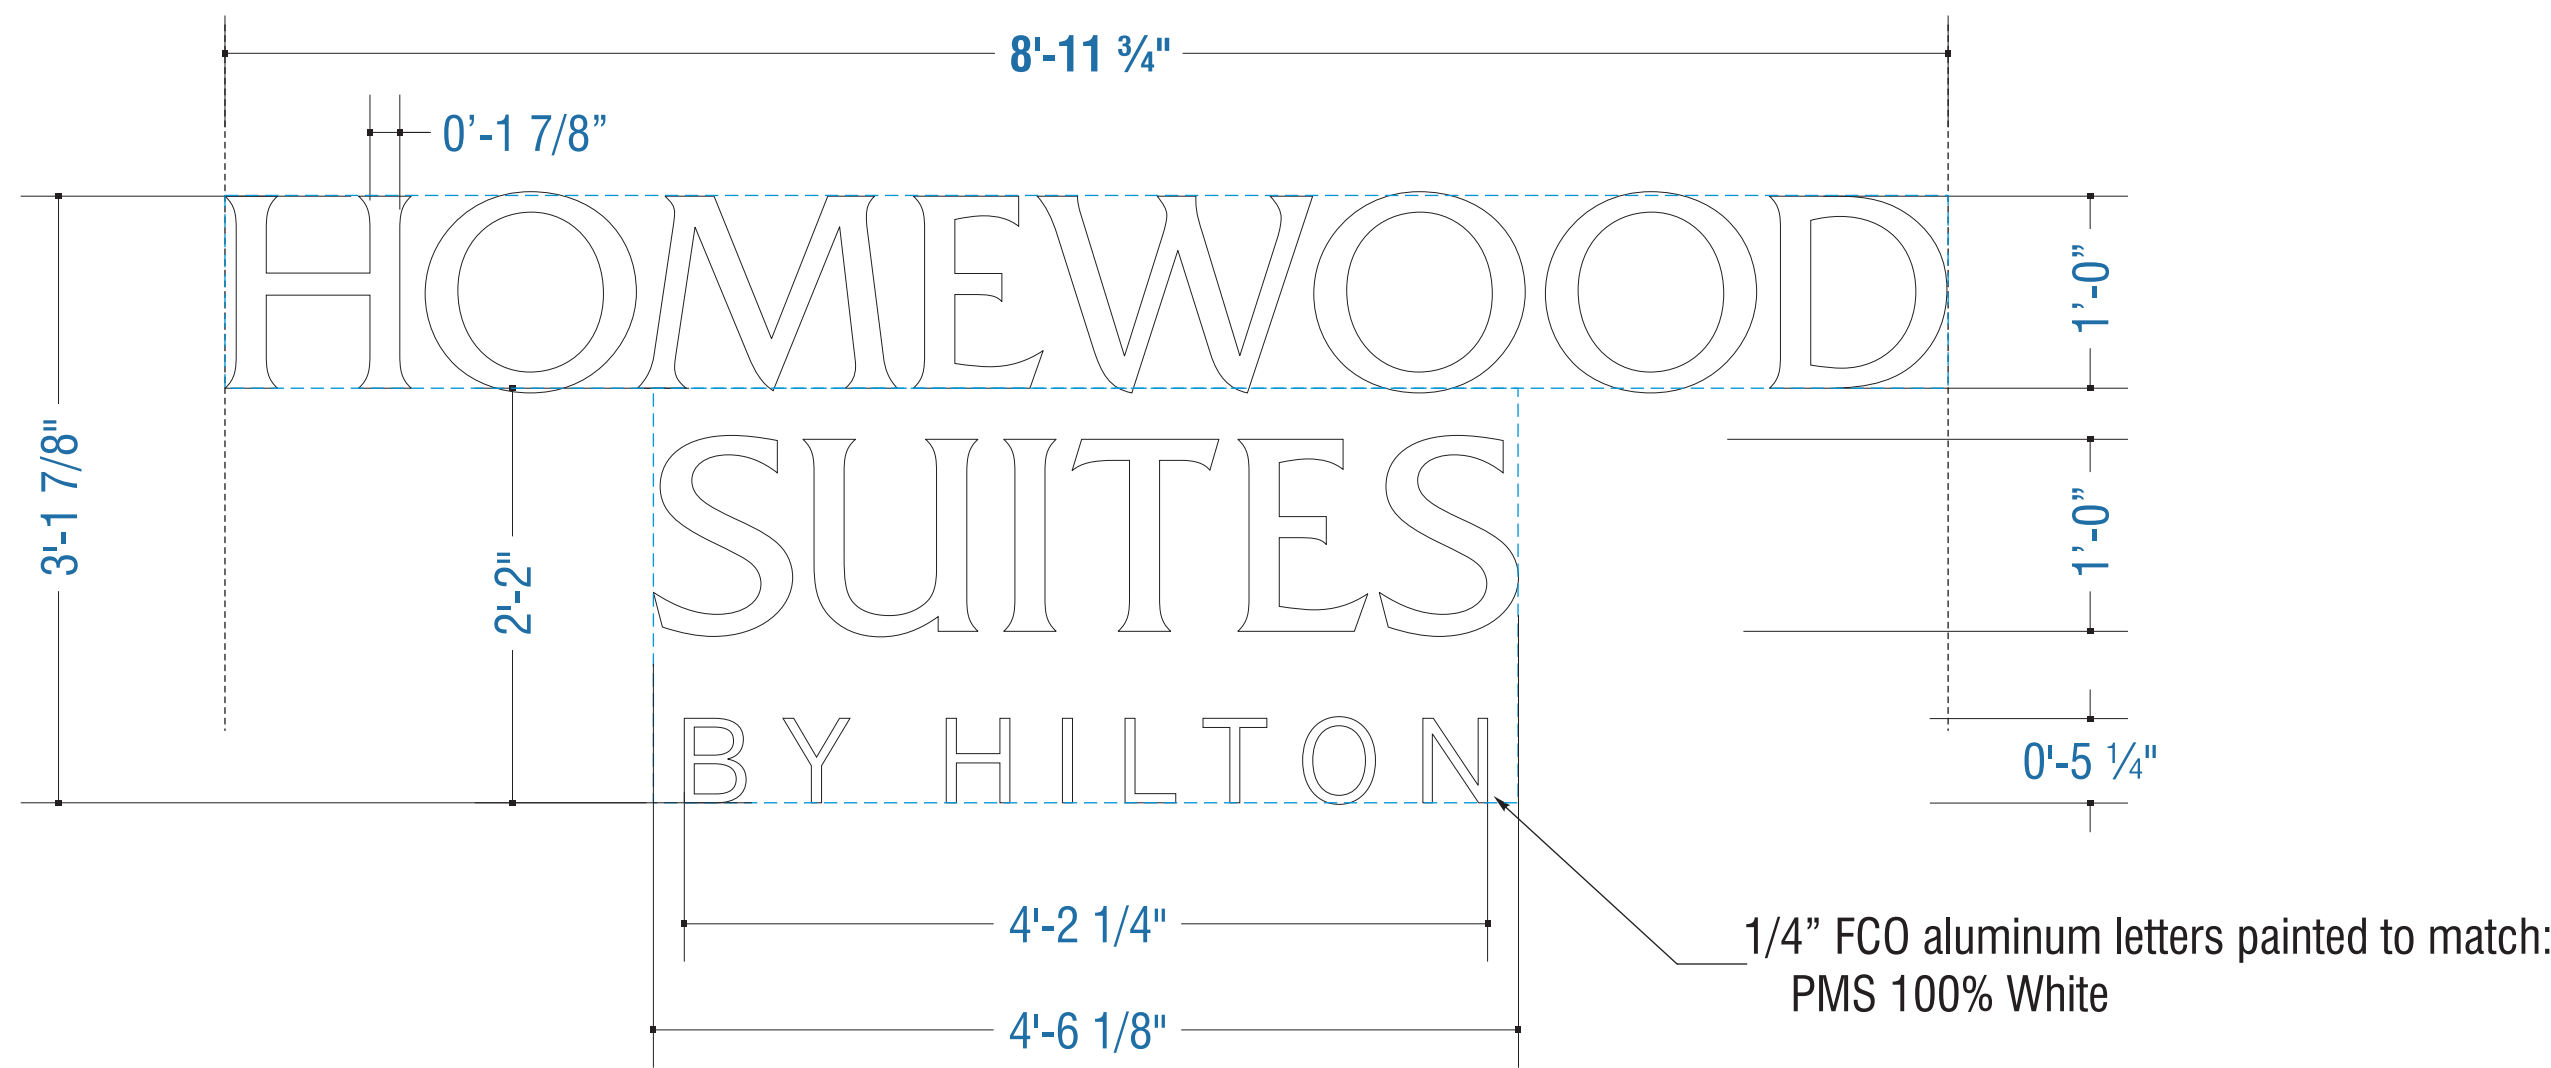 8'-11 ¾"
0’-1 7/8”
HOMEWOOD
1’-0”
3'-1 7/8"
SUITES
1’-0”
2'-2"
BY HILTON
0'-5 ¼"
4'-2 1/4"
1/4” FCO aluminum letters painted to match:
PMS 100% White
4'-6 1/8"